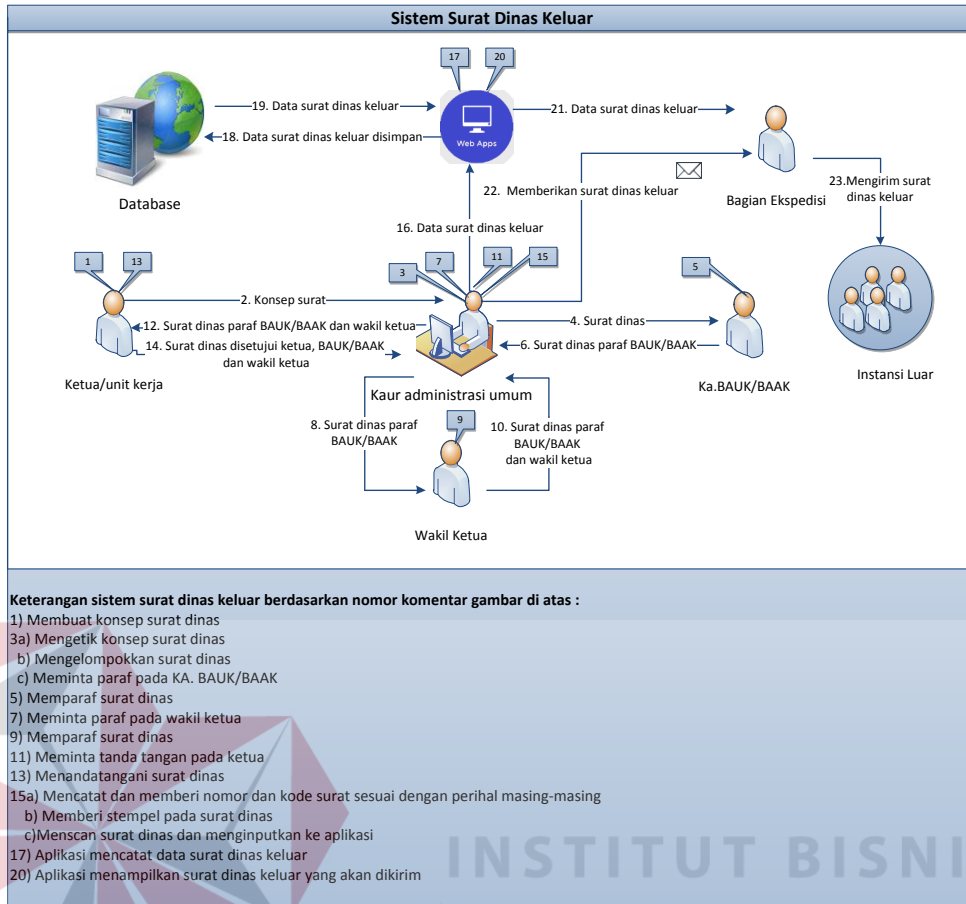 Sistem Surat Dinas Keluar
17
20
19. Data surat dinas keluar
21. Data surat dinas keluar
18. Data surat dinas keluar disimpan
Web Apps
22. Memberikan surat dinas keluar
23.Mengirim surat
dinas keluar
Database
Bagian Ekspedisi
16. Data surat dinas keluar
1
13
3
7
11
15
5
2. Konsep surat
12. Surat dinas paraf BAUK/BAAK dan wakil ketua
4. Surat dinas
14. Surat dinas disetujui ketua, BAUK/BAAK
dan wakil ketua
6. Surat dinas paraf BAUK/BAAK
Ketua/unit kerja
Kaur administrasi umum
Ka.BAUK/BAAK
Instansi Luar
8. Surat dinas paraf
BAUK/BAAK
9
10. Surat dinas paraf
BAUK/BAAK
dan wakil ketua
Wakil Ketua
Keterangan sistem surat dinas keluar berdasarkan nomor komentar gambar di atas :
1) Membuat konsep surat dinas
3a) Mengetik konsep surat dinas
b) Mengelompokkan surat dinas
c) Meminta paraf pada KA. BAUK/BAAK
5) Memparaf surat dinas
7) Meminta paraf pada wakil ketua
9) Memparaf surat dinas
11) Meminta tanda tangan pada ketua
13) Menandatangani surat dinas
15a) Mencatat dan memberi nomor dan kode surat sesuai dengan perihal masing-masing
b) Memberi stempel pada surat dinas
c)Menscan surat dinas dan menginputkan ke aplikasi
17) Aplikasi mencatat data surat dinas keluar
20) Aplikasi menampilkan surat dinas keluar yang akan dikirim
INSTITUT BISNI